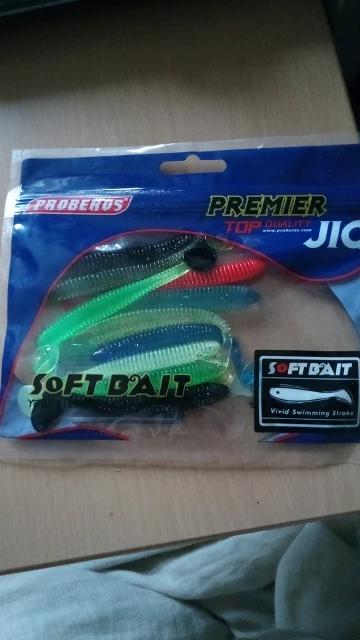 PROBEROS
PREMIER
TOP QUALITY
www.proberos.com
JIG
SOFT BAIT
SOFT BAIT
Vivid Swimming Stroke